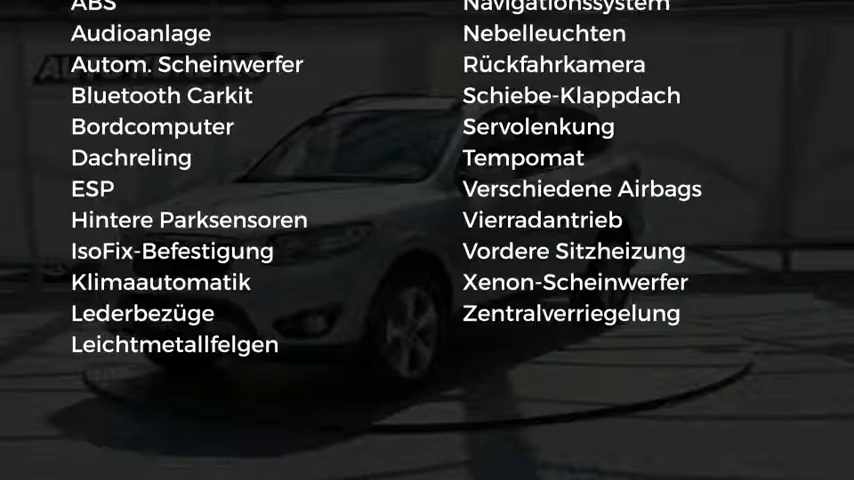 ABS
Audioanlage
Autom. Scheinwerfer
Bluetooth Carkit
Bordcomputer
Dachreling
ESP
Hintere Parksensoren
IsoFix-Befestigung
Klimaautomatik
Lederbezüge
Leichtmetallfelgen
Navigationssystem
Nebelleuchten
Rückfahrkamera
Schiebe-Klappdach
Servolenkung
Tempomat
Verschiedene Airbags
Vierradantrieb
Vordere Sitzheizung
Xenon-Scheinwerfer
Zentralverriegelung